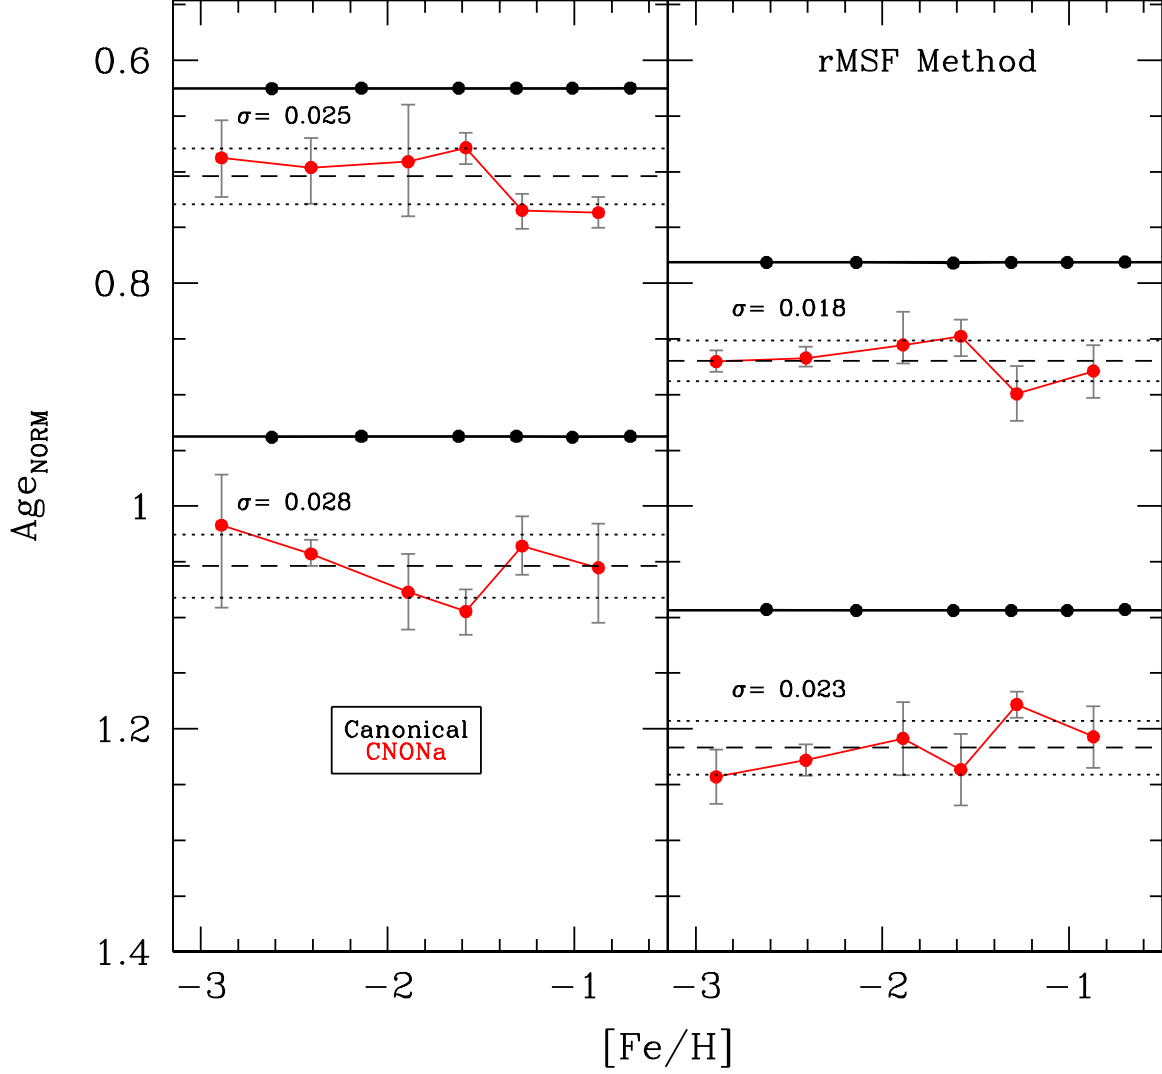 0.6
rMSF Method
σ= 0.025
0.8
σ= 0.018
Age_NORM
1
σ= 0.028
σ= 0.023
1.2
Canonical
CNONa
1.4
−3 −2 −1 −3 −2 −1
[Fe/H]